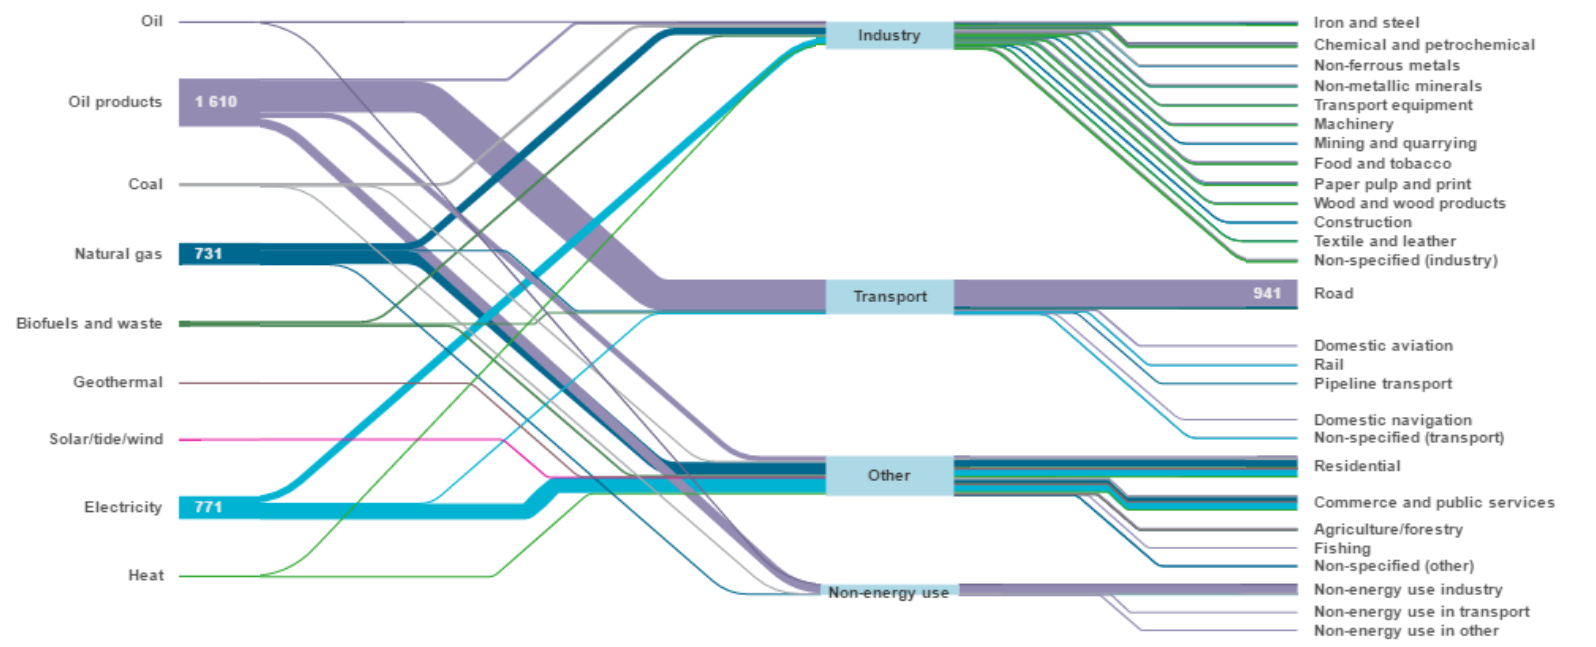 Oil
Oil products
1 610
Coal
Natural gas
731
Biofuels and waste
Geothermal
Solar/tide/wind
Electricity
771
Heat
Industry
Transport
Other
Non-energy use
Iron and steel
Chemical and petrochemical
Non-ferrous metals
Non-metallic minerals
Transport equipment
Machinery
Mining and quarrying
Food and tobacco
Paper pulp and print
Wood and wood products
Construction
Textile and leather
Non-specified (industry)
941
Road
Domestic aviation
Rail
Pipeline transport
Domestic navigation
Non-specified (transport)
Residential
Commerce and public services
Agriculture/forestry
Fishing
Non-specified (other)
Non-energy use industry
Non-energy use in transport
Non-energy use in other